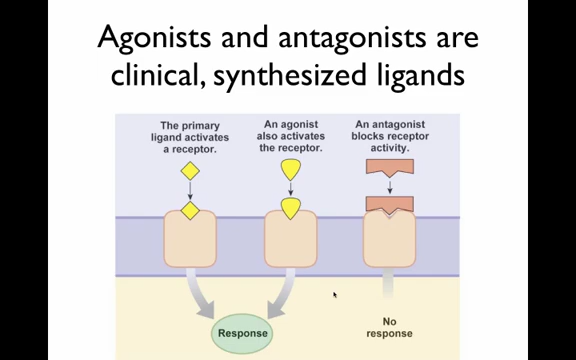 Agonists and antagonists are
clinical, synthesized ligands
The primary
ligand activates
a receptor.
An agonist
also activates
the receptor.
An antagonist
blocks receptor
activity.
Response
No
response